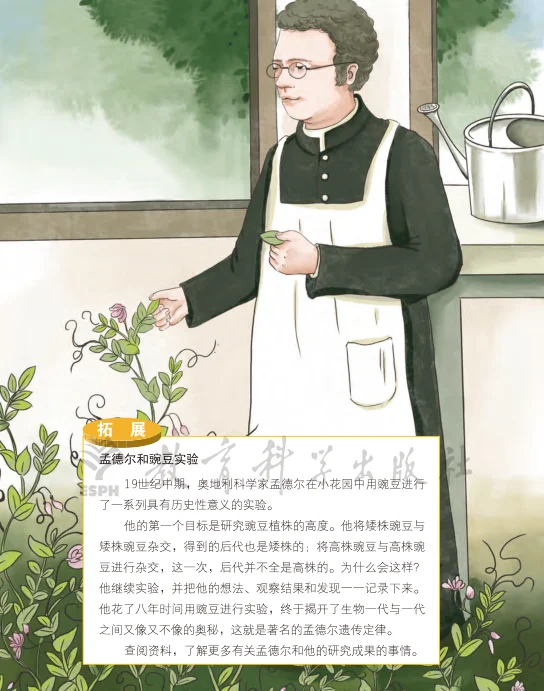 拓 展
孟德尔和豌豆实验
19世纪中期，奥地利科学家孟德尔在小花园中用豌豆进行
了一系列具有历史性意义的实验。
他的第一个目标是研究豌豆植株的高度。他将矮株豌豆与
矮株豌豆杂交，得到的后代也是矮株的；将高株豌豆与高株豌
豆进行杂交，这一次，后代并不全是高株的。为什么会这样？
他继续实验，并把他的想法、观察结果和发现一一记录下来。
他花了八年时间用豌豆进行实验，终于揭开了生物一代与一代
之间又像又不像的奥秘，这就是著名的孟德尔遗传定律。
查阅资料，了解更多有关孟德尔和他的研究成果的事情。
教育科学出版社
ESPH